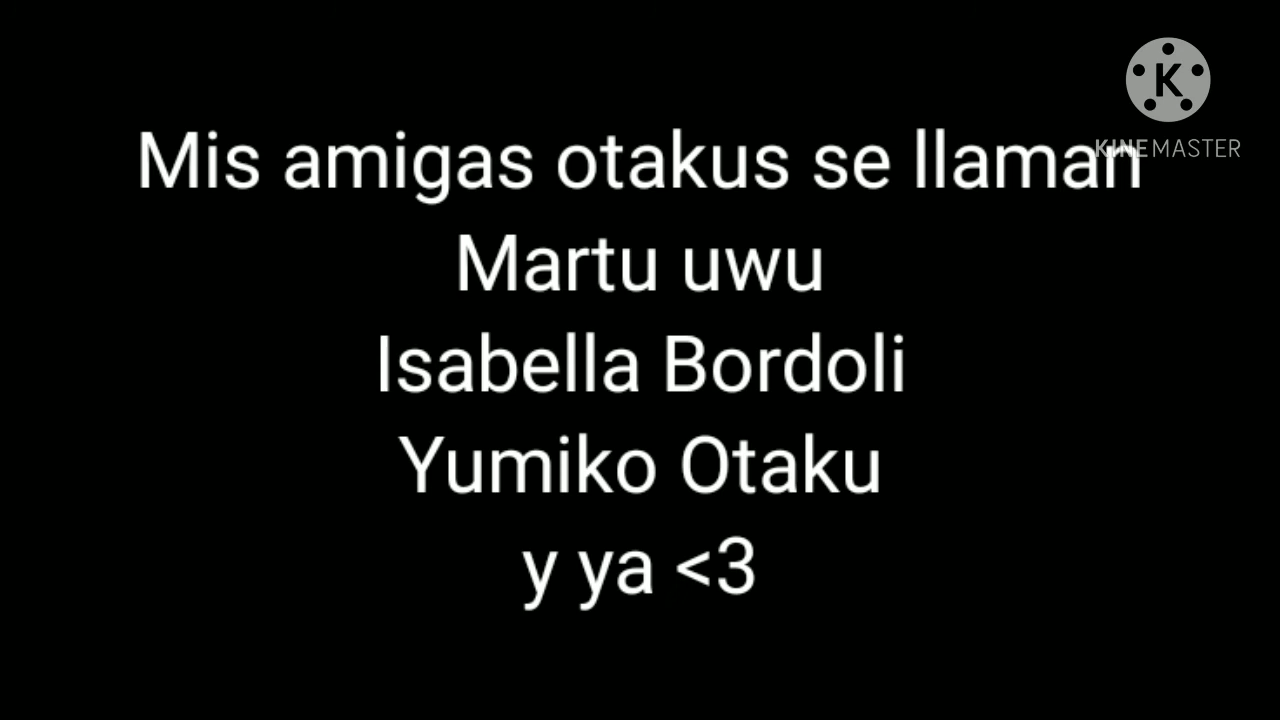 K
KINEMASTER
Mis amigas otakus se llaman
Martu uwu
Isabella Bordoli
Yumiko Otaku
y ya <3